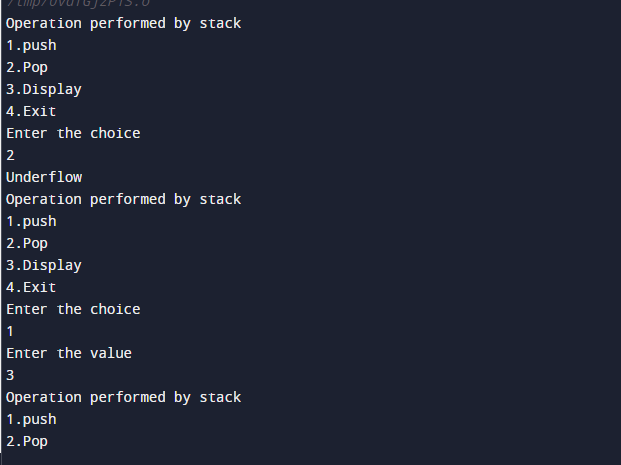 Operation performed by stack
1.push
2.Pop
3.Display
4.Exit
Enter the choice
2
Underflow
Operation performed by stack
1.push
2.Pop
3.Display
4.Exit
Enter the choice
1
Enter the value
3
Operation performed by stack
1.push
2.Pop